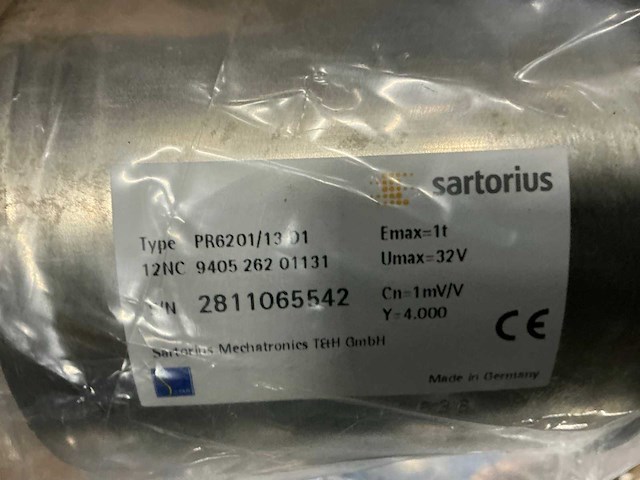 sartorius
Type PR6201/13 D1
12NC 9405 262 01131
S/N 2811065542
Emax=1t
Umax=32V
Cn=1mV/V
Y=4.000
CE
Sartorius Mechatronics T&H GmbH
Made in Germany